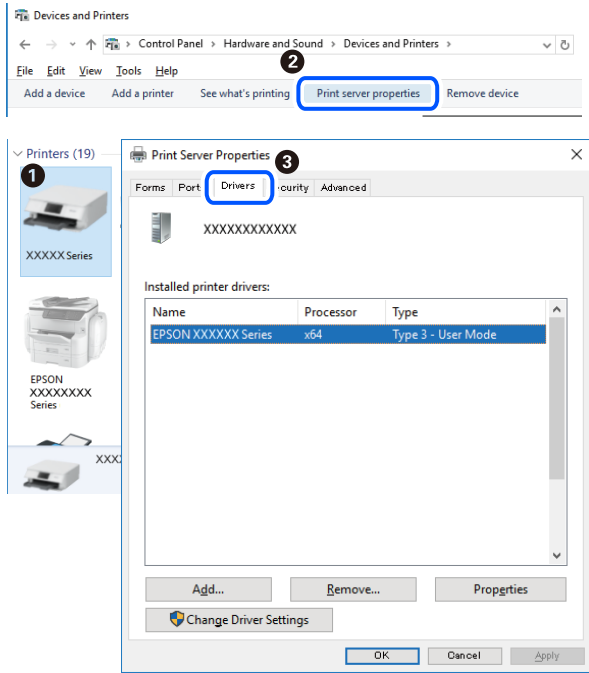 Devices and Printers
Control Panel > Hardware and Sound > Devices and Printers >
2
File Edit View Tools Help
Add a device Add a printer See what's printing Print server properties Remove device
Printers (19)
1
XXXXX Series
EPSON
XXXXXXXX
Series
XXX
Print Server Properties
3
Forms Port Drivers curity Advanced
XXXXXXXXXXXX
Installed printer drivers:
Name Processor Type
EPSON XXXXXX Series x64 Type 3 - User Mode
Add... Remove... Properties
Change Driver Settings
OK Cancel Apply